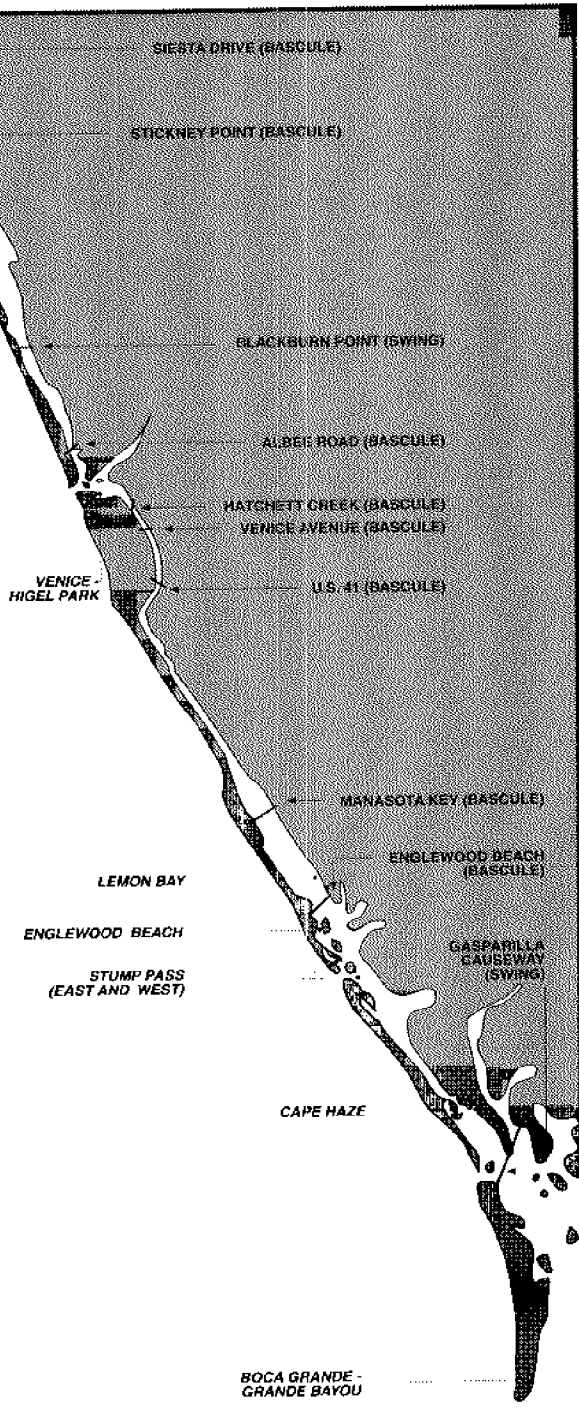 SIESTA DRIVE (BASCULE)
STICKNEY POINT (BASCULE)
BLACKBURN POINT (SWING)
ALBEE ROAD (BASCULE)
HATCHETT CREEK (BASCULE)
VENICE AVENUE (BASCULE)
VENICE -
HIGEL PARK
U.S. 41 (BASCULE)
MANASOTA KEY (BASCULE)
ENGLEWOOD BEACH
(BASCULE)
LEMON BAY
ENGLEWOOD BEACH
GASPARILLA
CAUSEWAY
(SWING)
STUMP PASS
(EAST AND WEST)
CAPE HAZE
BOCA GRANDE -
GRANDE BAYOU